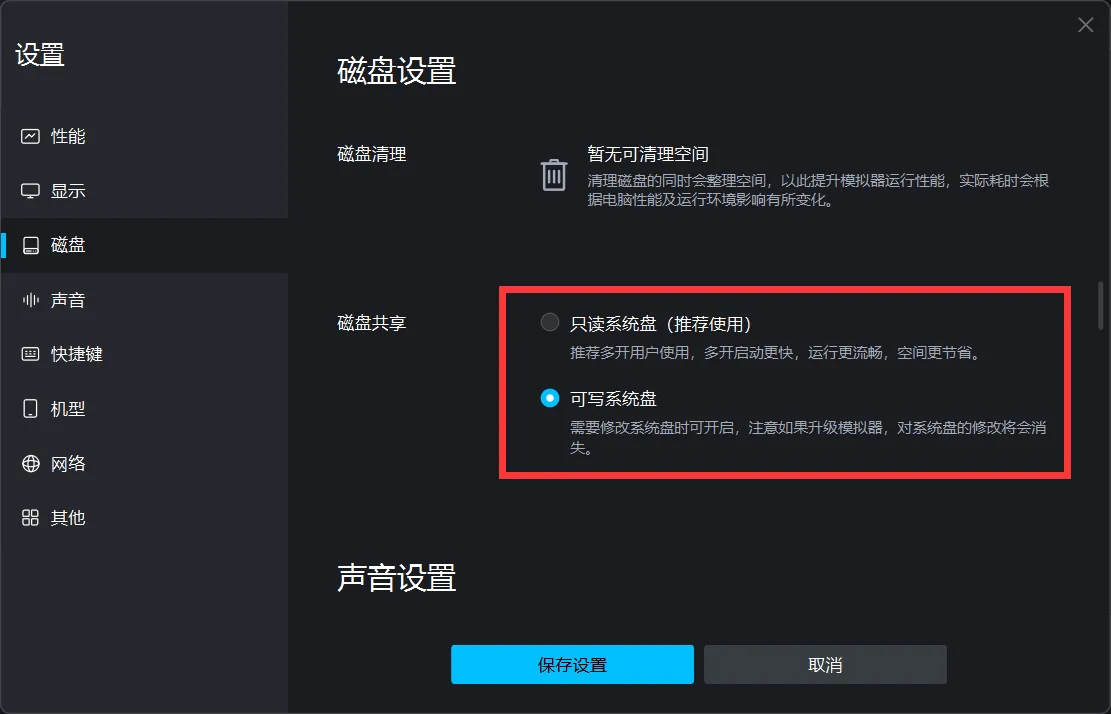 设置
性能
显示
磁盘
声音
快捷键
机型
网络
其他
磁盘设置
磁盘清理
暂无可清理空间
清理磁盘的同时会整理空间，以此提升模拟器运行性能，实际耗时会根
据电脑性能及运行环境影响有所变化。
磁盘共享
只读系统盘（推荐使用）
推荐多开用户使用，多开启动更快，运行更流畅，空间更节省。
可写系统盘
需要修改系统盘时可开启，注意如果升级模拟器，对系统盘的修改将会消
失。
声音设置
保存设置
取消